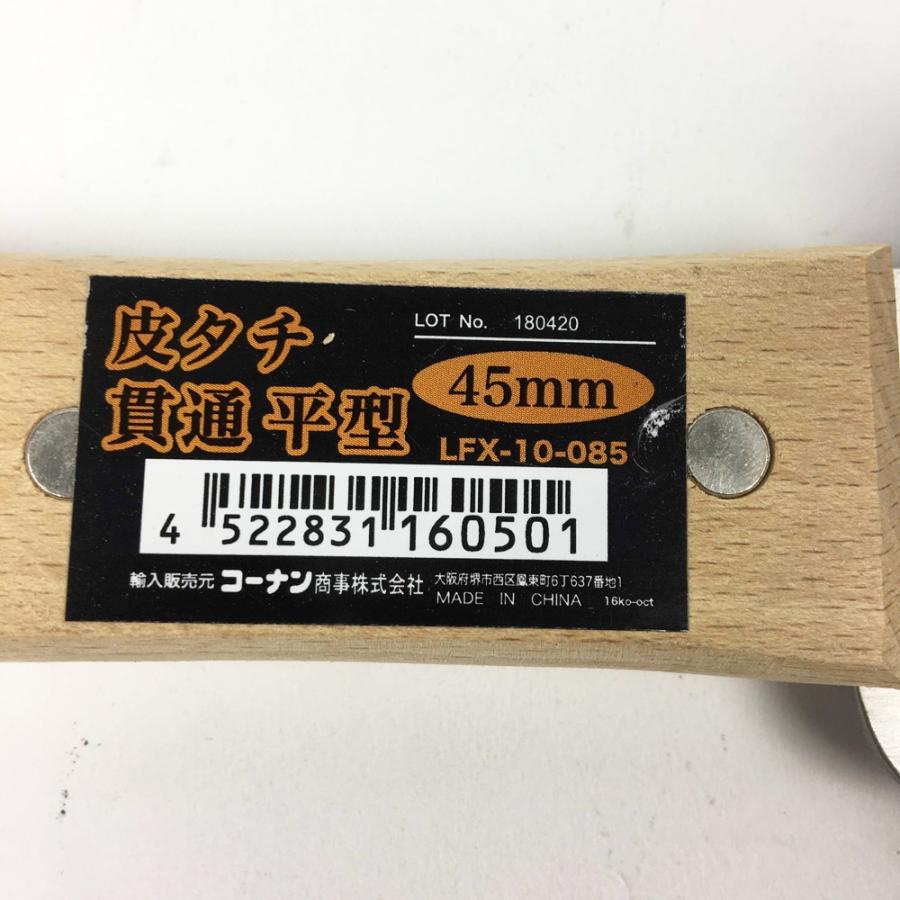 皮タチ
貫通 平型
LOT No. 180420
45mm
LFX-10-085
4 522831 160501
輸入販売元 コーナン商事株式会社 大阪府堺市西区鳳東町6丁637番地1
MADE IN CHINA 16ko-oct